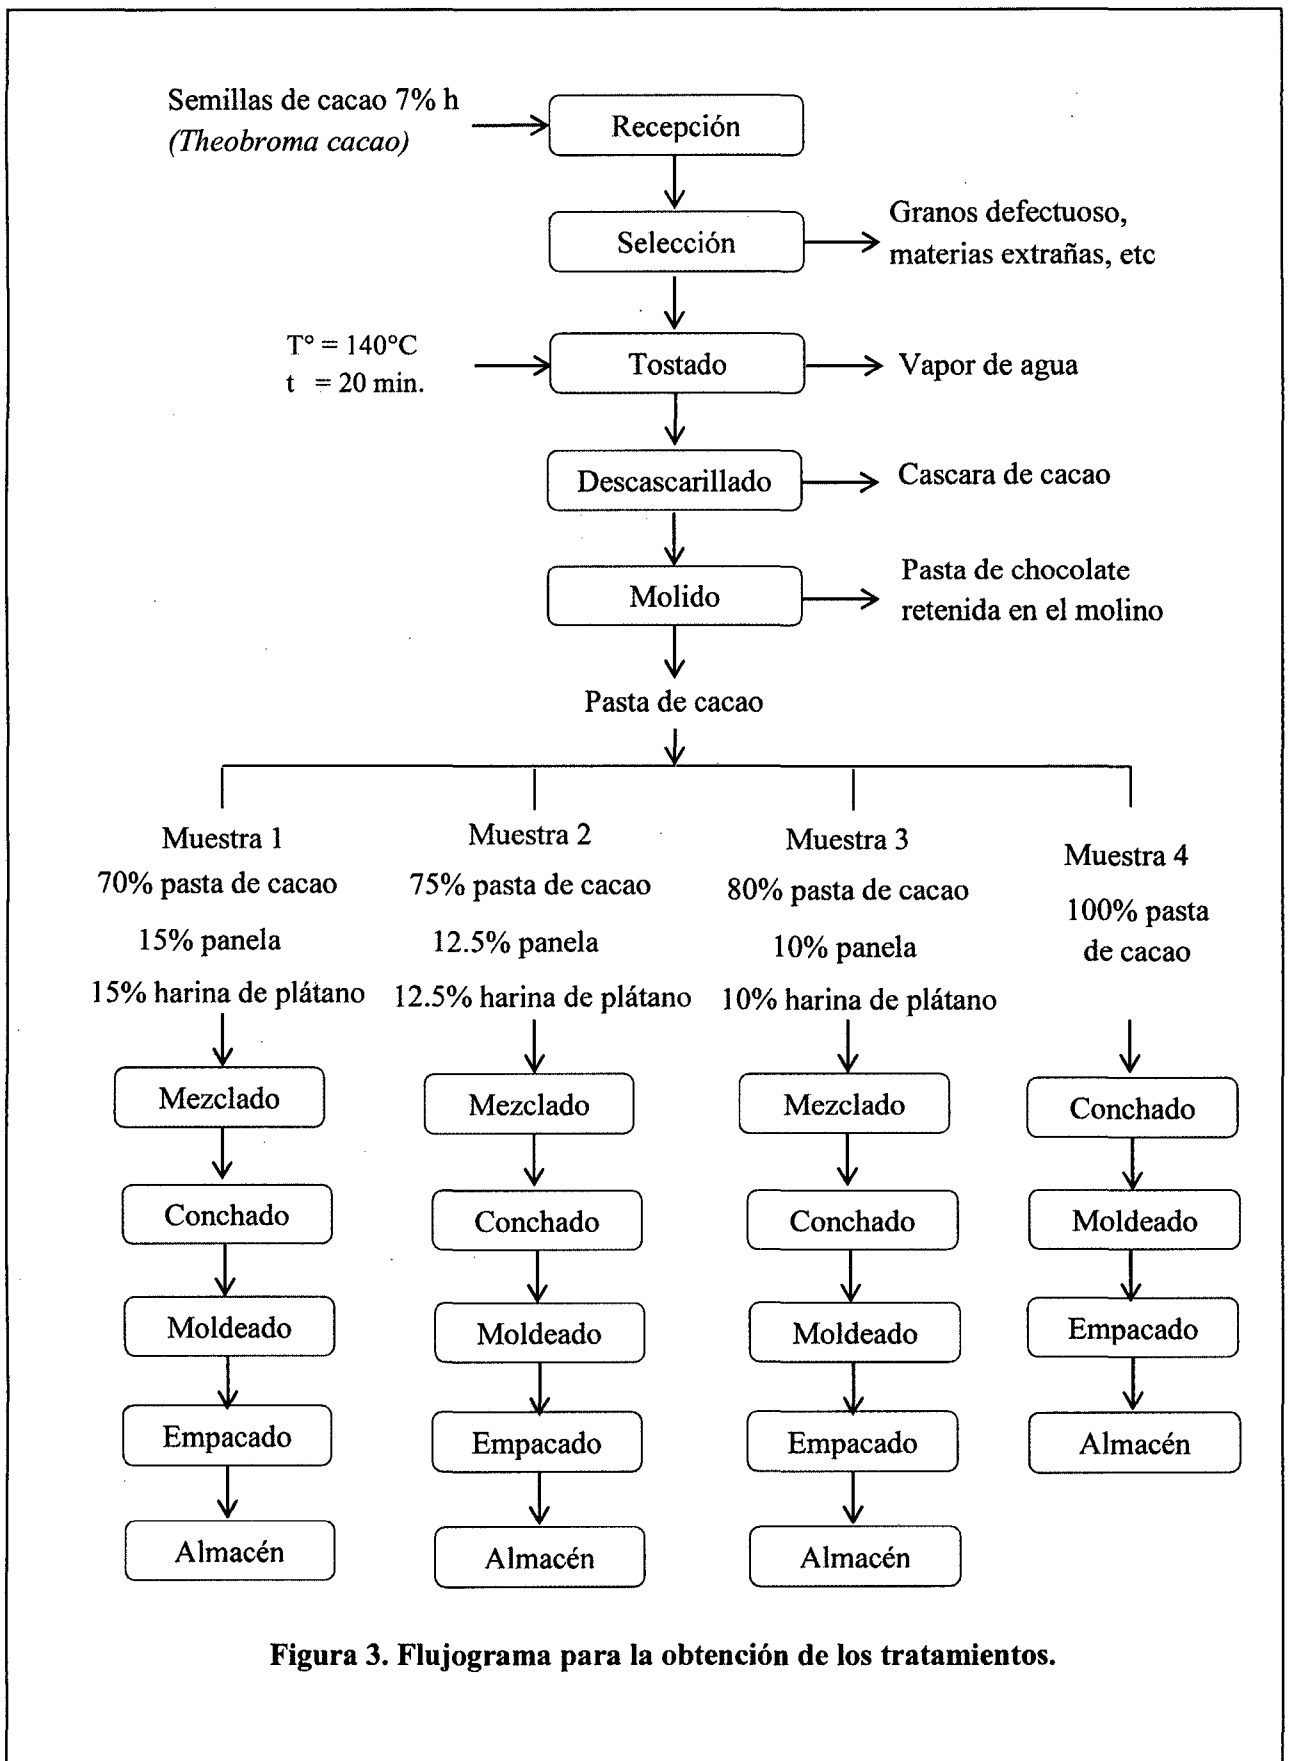 Semillas de cacao 7% h
(Theobroma cacao)
Recepción
Selección
Granos defectuoso,
materias extrañas, etc
T° = 140°C
t = 20 min.
Tostado
Vapor de agua
Descascarillado
Cascara de cacao
Molido
Pasta de chocolate
retenida en el molino
Pasta de cacao
Muestra 1
70% pasta de cacao
15% panela
15% harina de plátano
Mezclado
Conchado
Moldeado
Empacado
Almacén
Muestra 2
75% pasta de cacao
12.5% panela
12.5% harina de plátano
Mezclado
Conchado
Moldeado
Empacado
Almacén
Muestra 3
80% pasta de cacao
10% panela
10% harina de plátano
Mezclado
Conchado
Moldeado
Empacado
Almacén
Muestra 4
100% pasta
de cacao
Conchado
Moldeado
Empacado
Almacén
Figura 3. Flujograma para la obtención de los tratamientos.